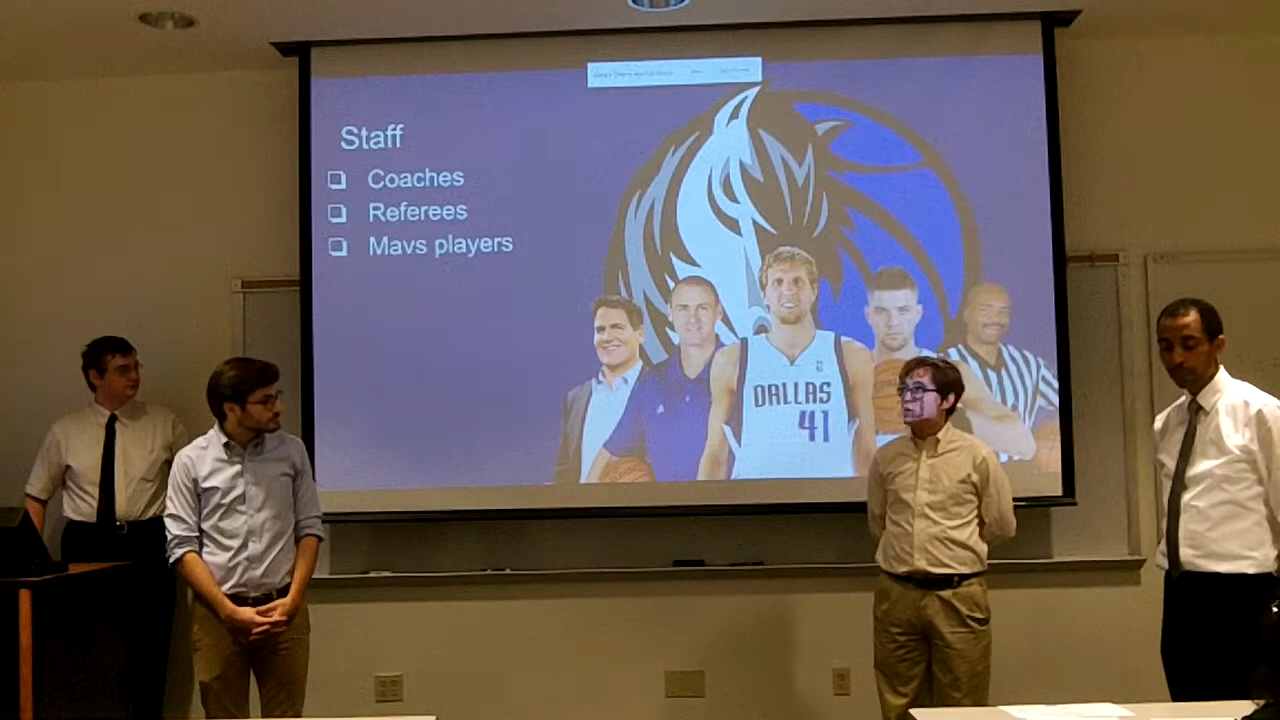 Staff
❑ Coaches
❑ Referees
❑ Mavs players
M
DALLAS
41